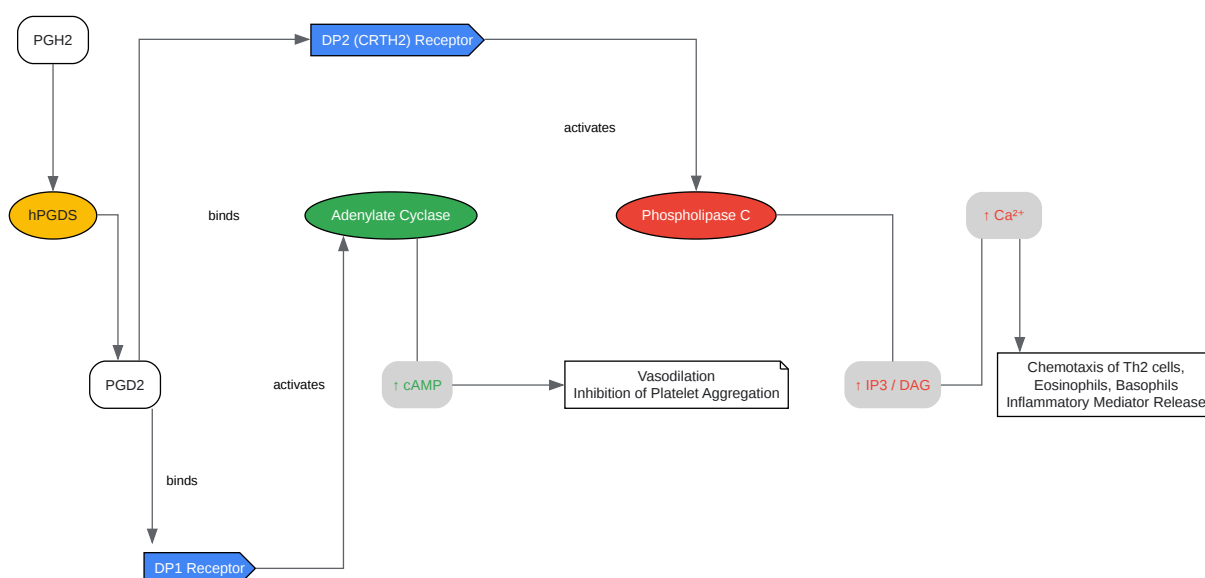 PGH2
DP2 (CRTH2) Receptor
activates
hPGDS
binds
Adenylate Cyclase
Phospholipase C
↑ Ca²⁺
PGD2
activates
↑ cAMP
Vasodilation
Inhibition of Platelet Aggregation
↑ IP3 / DAG
Chemotaxis of Th2 cells,
Eosinophils, Basophils
Inflammatory Mediator Release
binds
DP1 Receptor